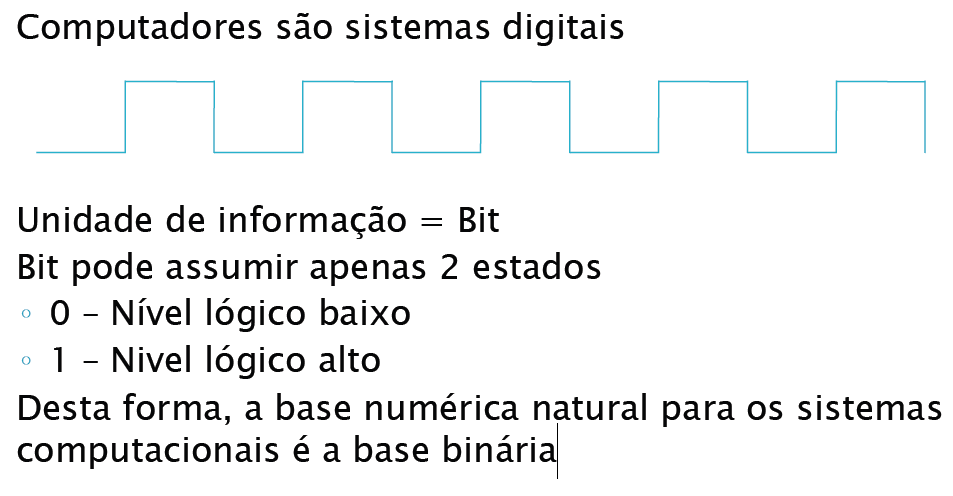 Computadores são sistemas digitais
Unidade de informação = Bit
Bit pode assumir apenas 2 estados
◦ 0 – Nível lógico baixo
◦ 1 – Nivel lógico alto
Desta forma, a base numérica natural para os sistemas
computacionais é a base binária